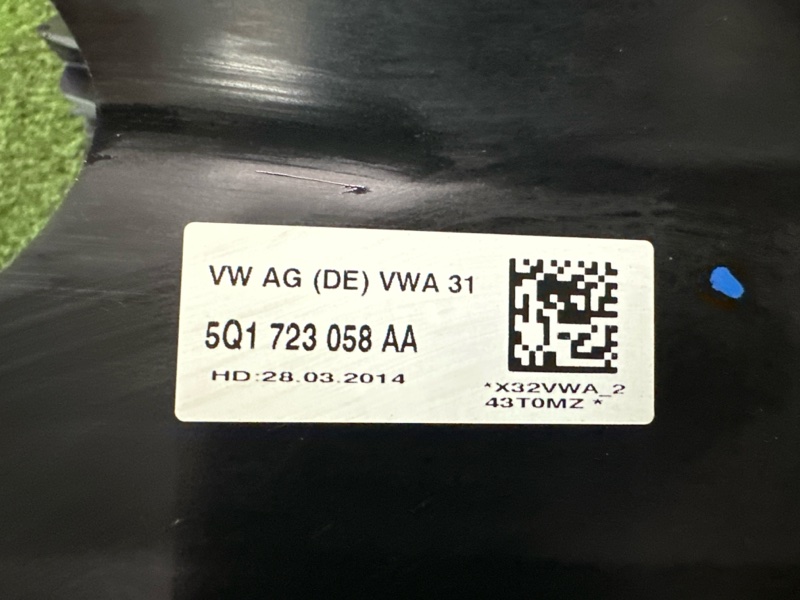 VW AG (DE) VWA 31
5Q1 723 058 AA
HD:28.03.2014
*X32VWA_2
43T0MZ *